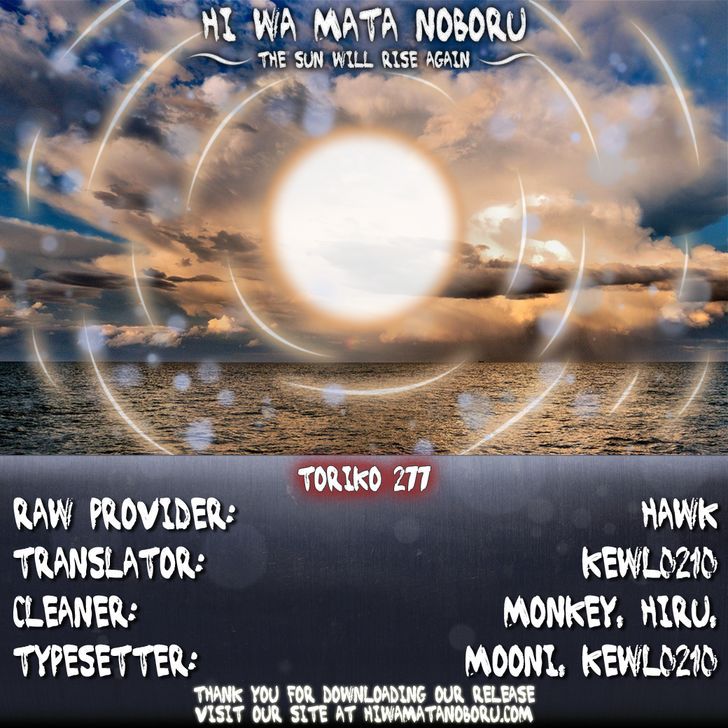 HI WA MATA NOBORU
THE SUN WILL RISE AGAIN
TORIKO 277
RAW PROVIDER: HAWK
TRANSLATOR: KEWL0210
CLEANER: MONKEY, HIRU,
TYPESETTER: MOONI, KEWL0210
THANK YOU FOR DOWNLOADING OUR RELEASE
VISIT OUR SITE AT HIWAMATANOBORU.COM